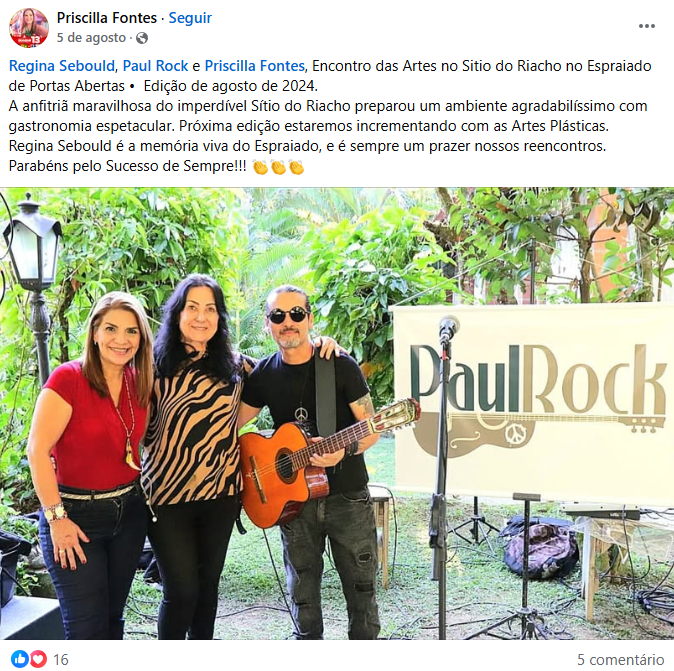 Priscilla Fontes · Seguir
13
5 de agosto ·
Regina Sebould, Paul Rock e Priscilla Fontes, Encontro das Artes no Sitio do Riacho no Espraiado
de Portas Abertas • Edição de agosto de 2024.
A anfitriã maravilhosa do imperdível Sítio do Riacho preparou um ambiente agradabilíssimo com
gastronomia espetacular. Próxima edição estaremos incrementando com as Artes Plásticas.
Regina Sebould é a memória viva do Espraiado, e é sempre um prazer nossos reencontros.
Parabéns pelo Sucesso de Sempre!!! 👏👏👏
PaulRock
16
5 comentário